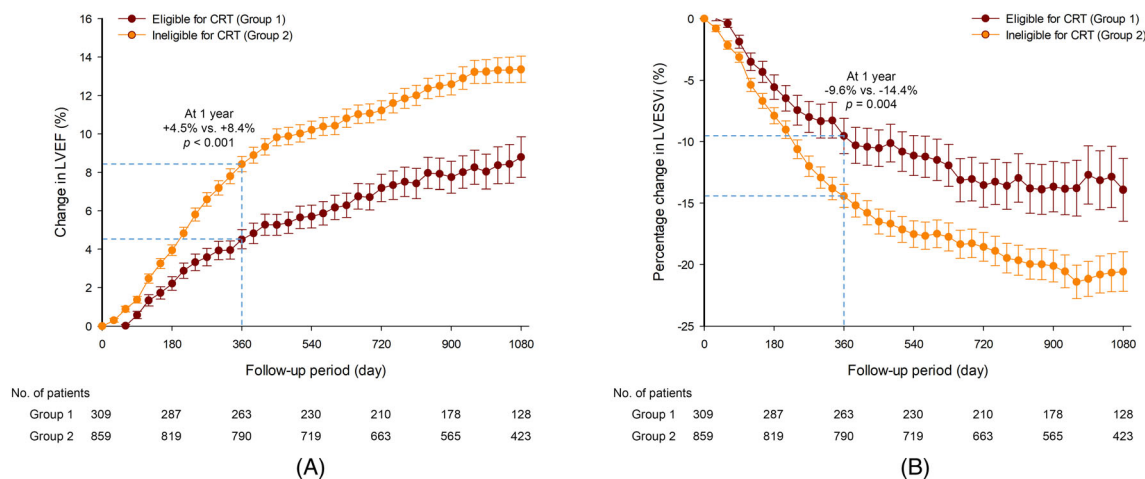 Eligible for CRT (Group 1)
Ineligible for CRT (Group 2)
At 1 year
+4.5% vs. +8.4%
p < 0.001
Change in LVEF (%)
16
14
12
10
8
6
4
2
0
0 180 360 540 720 900 1080
Follow-up period (day)
No. of patients
Group 1 309 287 263 230 210 178 128
Group 2 859 819 790 719 663 565 423
(A)
(B)
Eligible for CRT (Group 1)
Ineligible for CRT (Group 2)
At 1 year
-9.6% vs. -14.4%
p = 0.004
Percentage change in LVESVi (%)
0
-5
-10
-15
-20
-25
0 180 360 540 720 900 1080
Follow-up period (day)
No. of patients
Group 1 309 287 263 230 210 178 128
Group 2 859 819 790 719 663 565 423
(B)